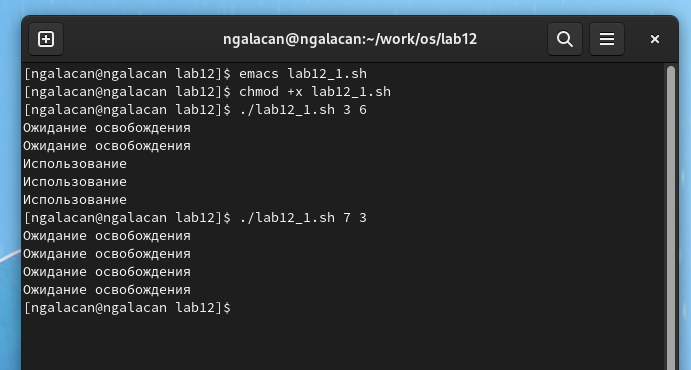 ngalacan@ngalacan:~/work/os/lab12
[ngalacan@ngalacan lab12]$ emacs lab12_1.sh
[ngalacan@ngalacan lab12]$ chmod +x lab12_1.sh
[ngalacan@ngalacan lab12]$ ./lab12_1.sh 3 6
Ожидание освобождения
Ожидание освобождения
Использование
Использование
Использование
[ngalacan@ngalacan lab12]$ ./lab12_1.sh 7 3
Ожидание освобождения
Ожидание освобождения
Ожидание освобождения
Ожидание освобождения
[ngalacan@ngalacan lab12]$